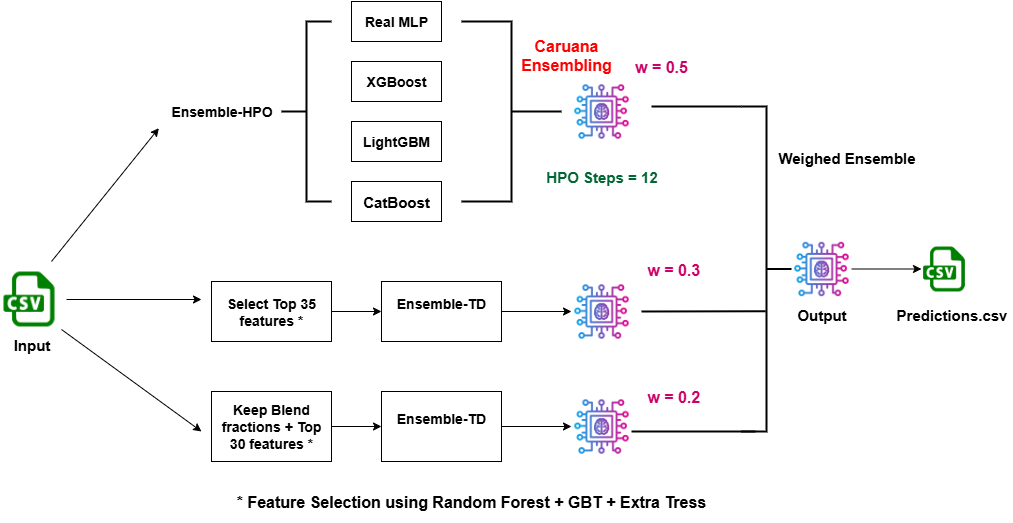 Real MLP
Caruana
Ensembling
w = 0.5
XGBoost
Ensemble-HPO
LightGBM
Weighed Ensemble
HPO Steps = 12
CatBoost
CSV
Input
Select Top 35
features *
Ensemble-TD
w = 0.3
Output
CSV
Predictions.csv
Keep Blend
fractions + Top
30 features *
Ensemble-TD
w = 0.2
* Feature Selection using Random Forest + GBT + Extra Tress